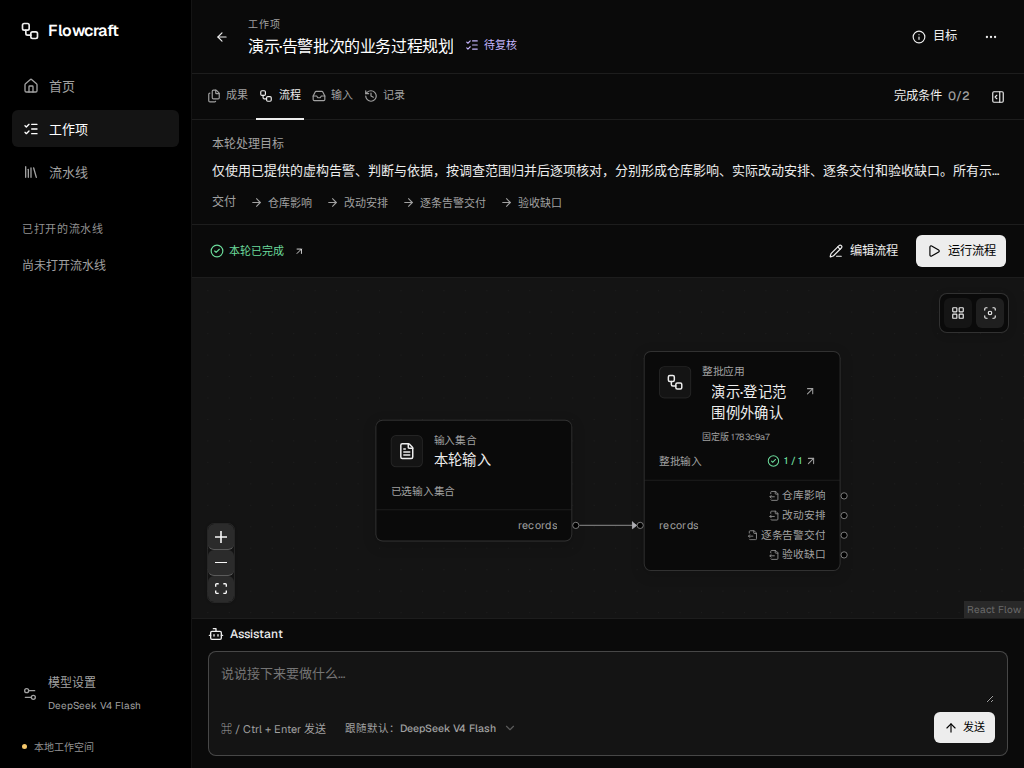 Flowcraft
首页
工作项
流水线
已打开的流水线
尚未打开流水线
模型设置
DeepSeek V4 Flash
本地工作空间
工作项
演示·告警批次的业务过程规划
待复核
目标
成果
流程
输入
记录
完成条件 0/2
本轮处理目标
仅使用已提供的虚构告警、判断与依据，按调查范围归并后逐项核对，分别形成仓库影响、实际改动安排、逐条交付和验收缺口。所有示...
交付
仓库影响
改动安排
逐条告警交付
验收缺口
本轮已完成
编辑流程
运行流程
输入集合
本轮输入
已选输入集合
records
整批应用
演示·登记范
围例外确认
固定版 1783c9a7
整批输入
1 / 1
仓库影响
改动安排
records
逐条告警交付
验收缺口
React Flow
Assistant
说说接下来要做什么...
⌘ / Ctrl + Enter 发送
跟随默认：DeepSeek V4 Flash
发送